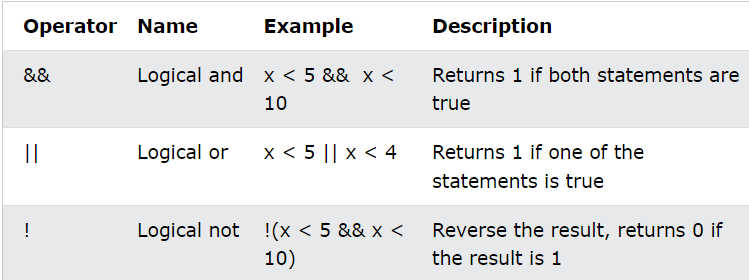 Operator Name Example Description
&& Logical and x < 5 &&  x < Returns 1 if both statements are
10 true
|| Logical or x < 5 || x < 4 Returns 1 if one of the
statements is true
! Logical not !(x < 5 && x < Reverse the result, returns 0 if
10) the result is 1